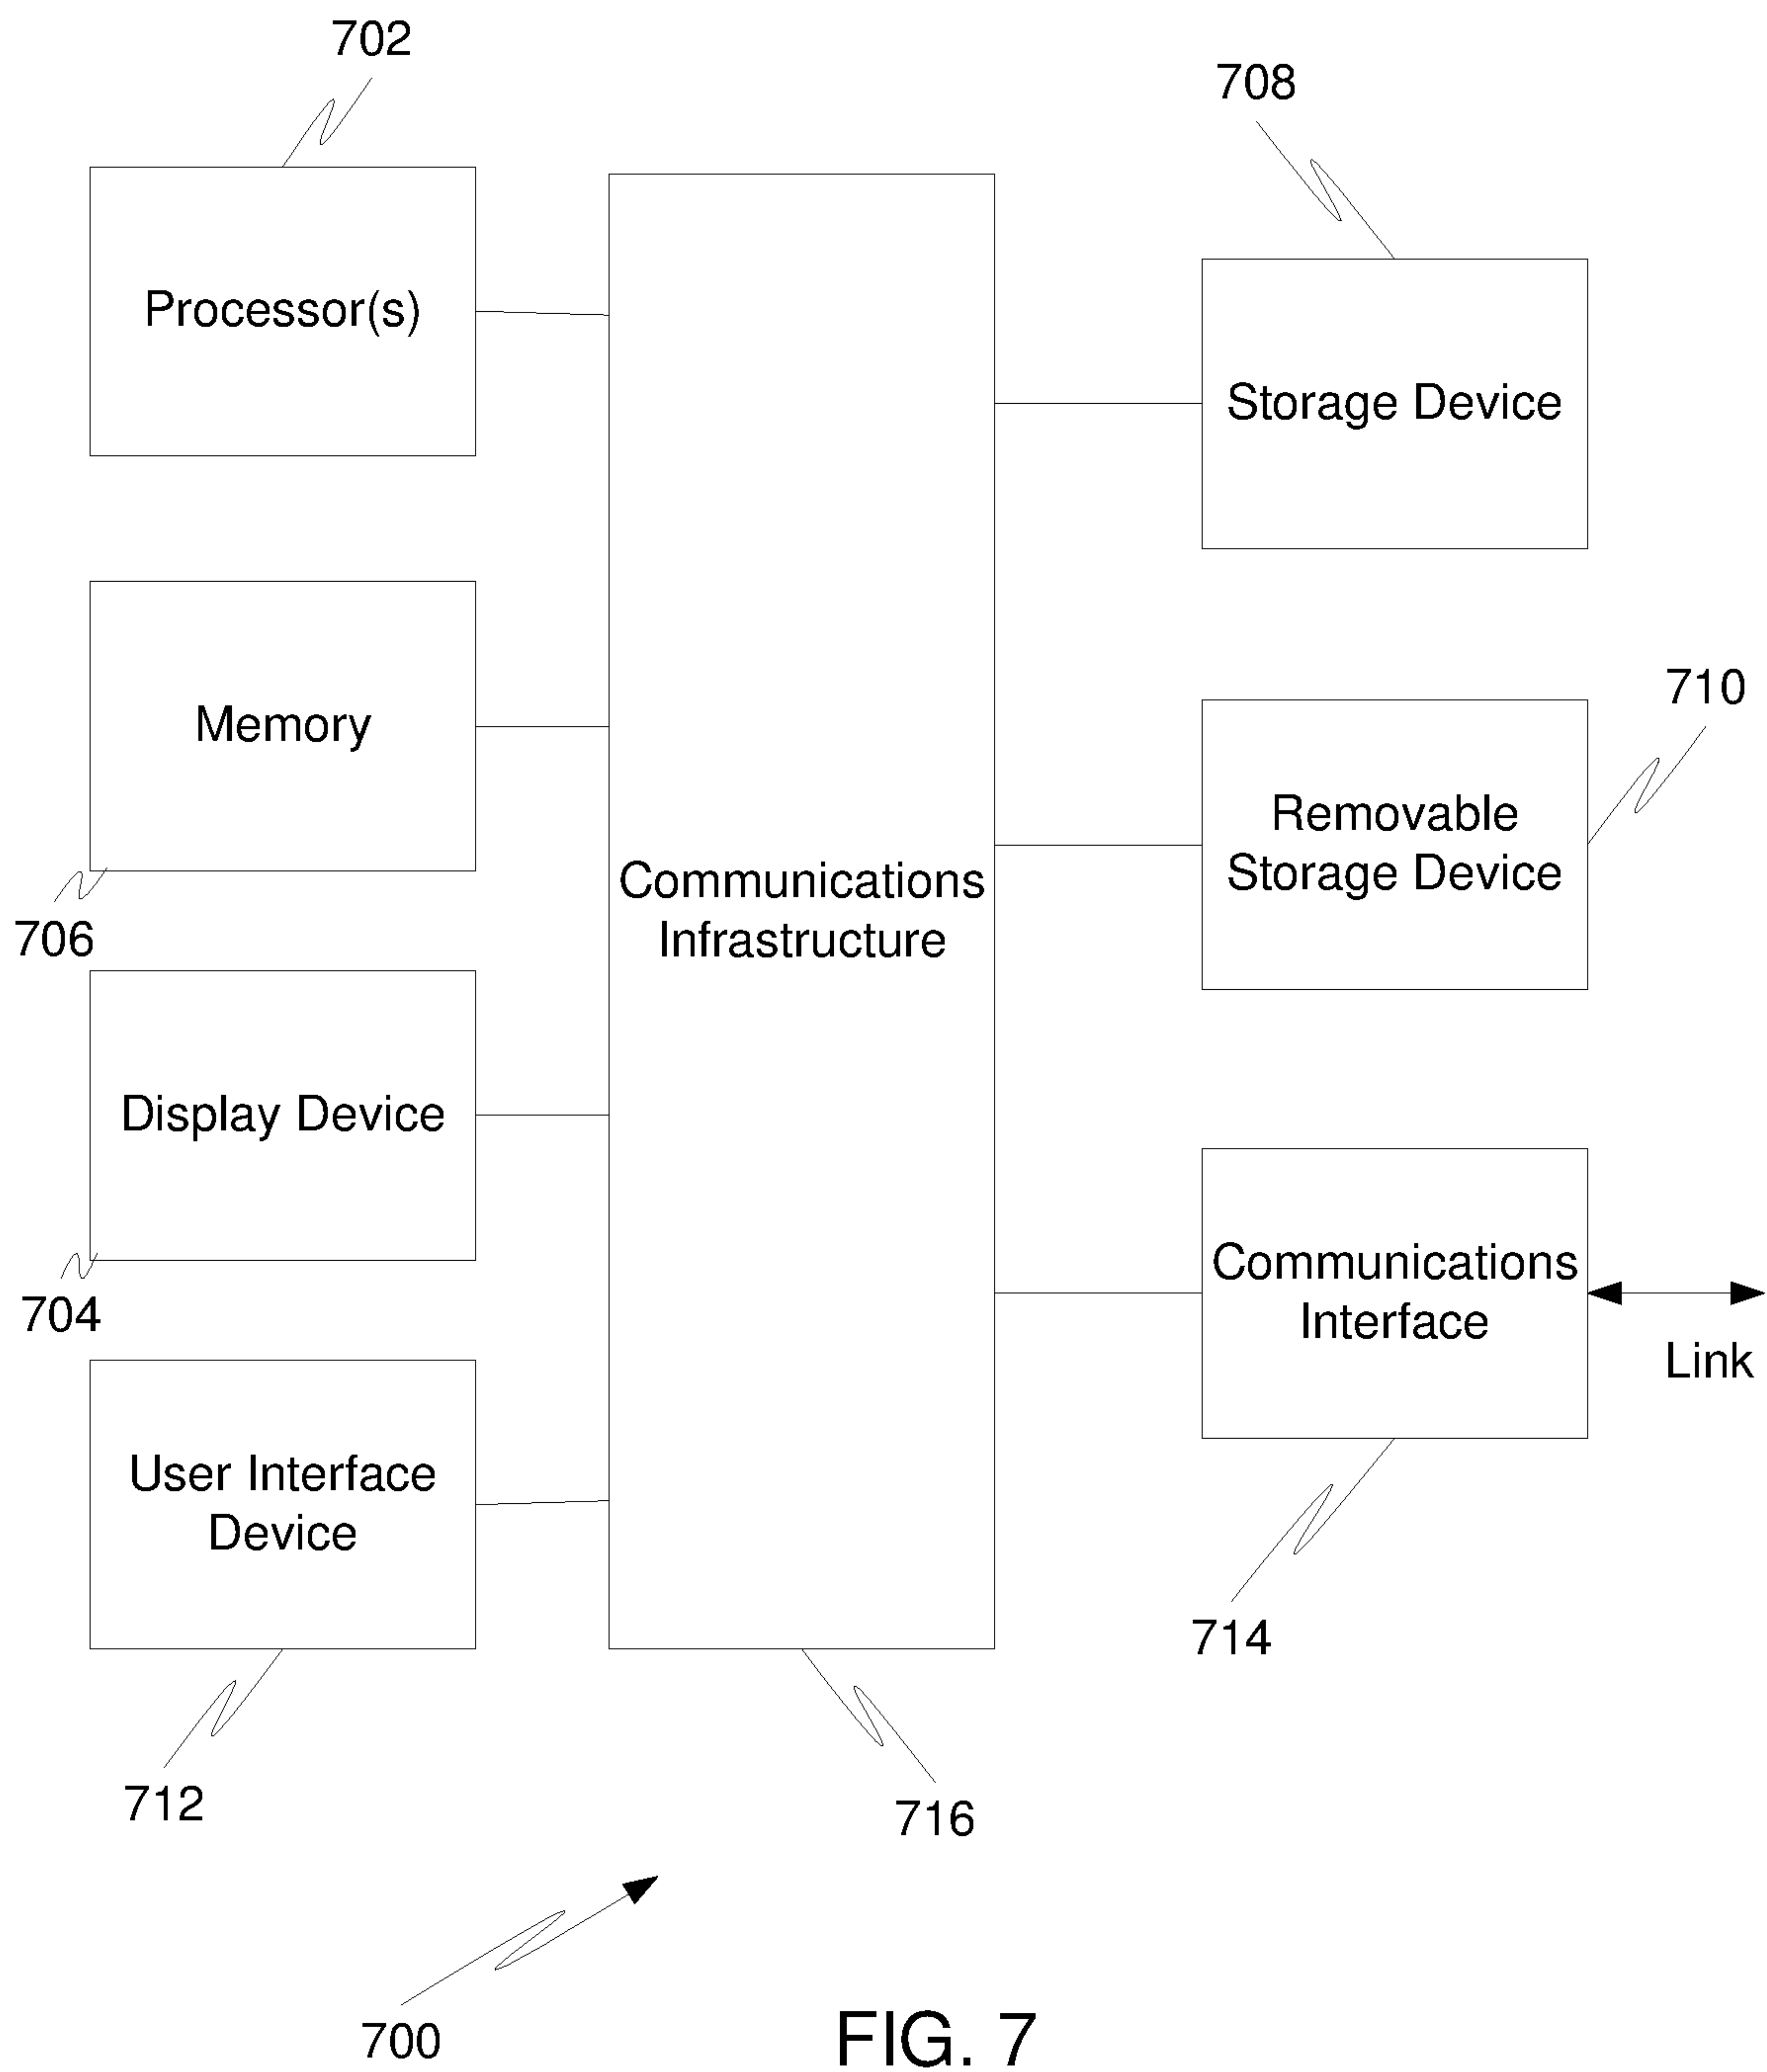 702
708
Processor(s)
Storage Device
Memory
710
Removable
Storage Device
706
Communications
Infrastructure
Display Device
Communications
Interface
704
Link
User Interface
Device
714
712
716
700
FIG. 7